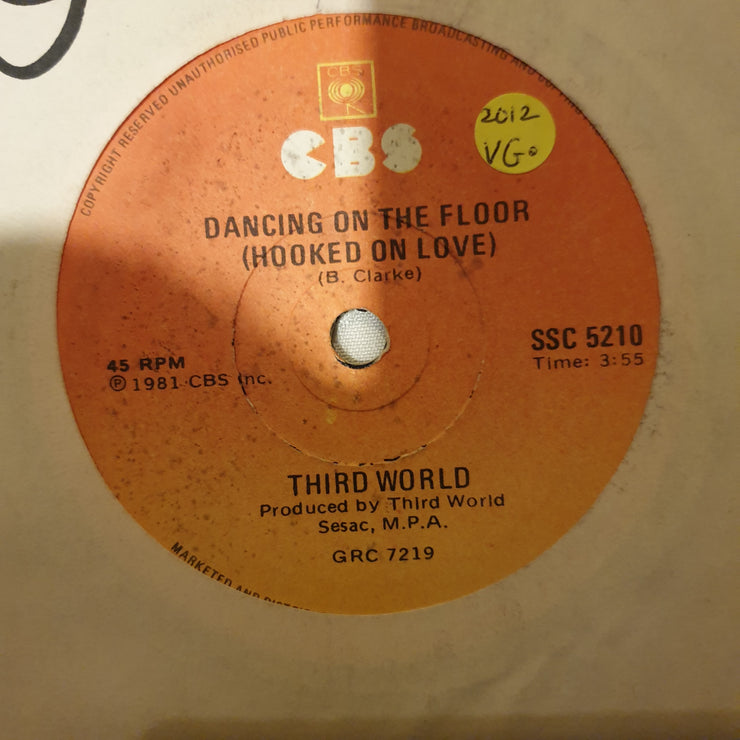 COPYRIGHT RESERVED UNAUTHORISED PUBLIC PERFORMANCE BROADCASTING AND
CBS
CBS
2012
VG.
DANCING ON THE FLOOR
(HOOKED ON LOVE)
(B. Clarke)
45 RPM
℗ 1981 CBS Inc.
SSC 5210
Time: 3:55
THIRD WORLD
Produced by Third World
Sesac, M.P.A.
GRC 7219
MARKETED AND